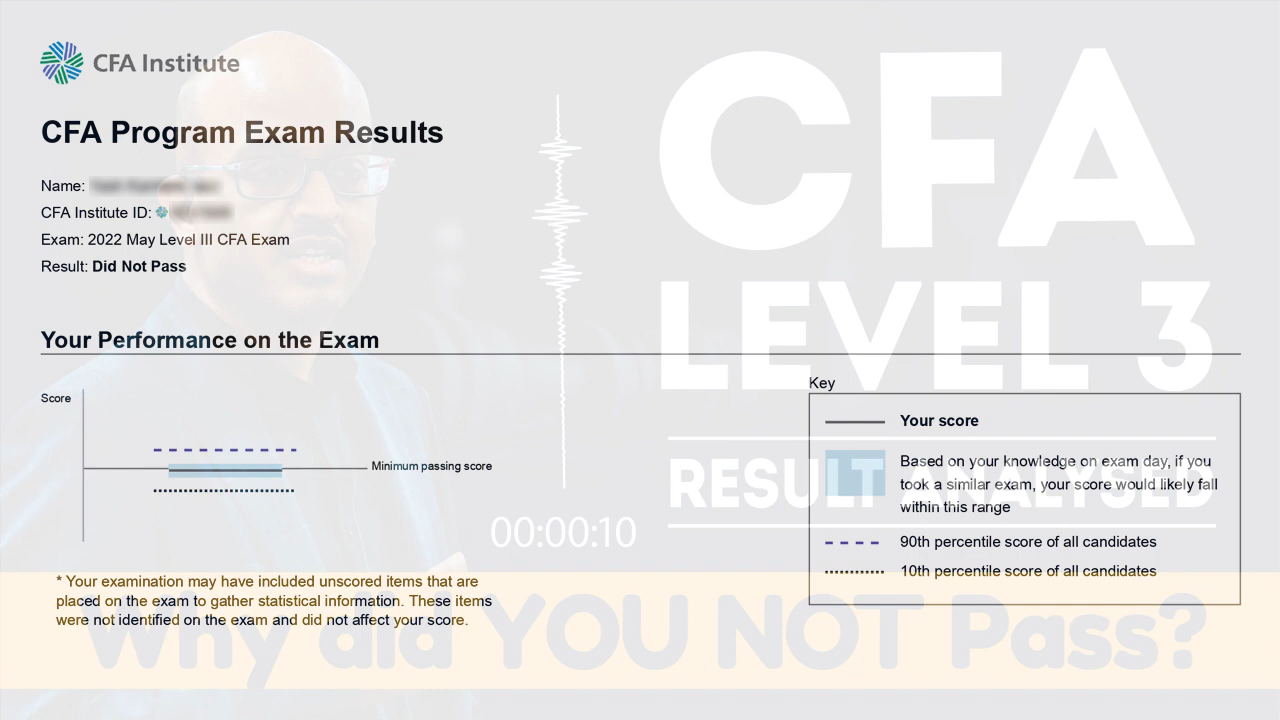 CFA Institute
CFA Program Exam Results
Name:
CFA Institute ID:
Exam: 2022 May Level III CFA Exam
Result: Did Not Pass
Your Performance on the Exam
Score
Minimum passing score
* Your examination may have included unscored items that are
placed on the exam to gather statistical information. These items
were not identified on the exam and did not affect your score.
Key
Your score
Based on your knowledge on exam day, if you
took a similar exam, your score would likely fall
within this range
90th percentile score of all candidates
10th percentile score of all candidates
CFA
LEVEL 3
RESULT ANALYSED
00:00:10
Why did YOU NOT Pass?